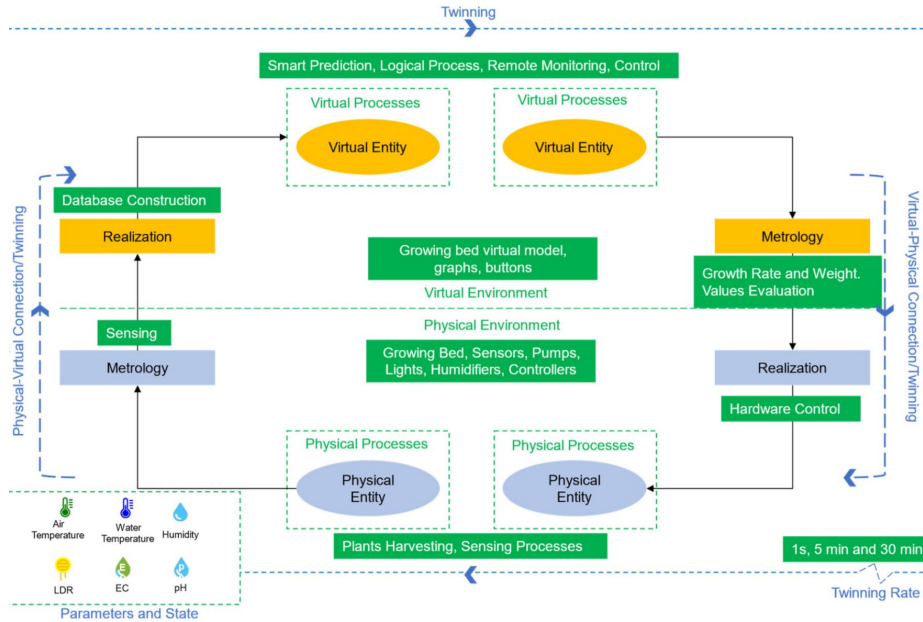 Twinning
Smart Prediction, Logical Process, Remote Monitoring, Control
Virtual Processes
Virtual Entity
Virtual Processes
Virtual Entity
Physical-Virtual Connection/Twinning
Database Construction
Realization
Growing bed virtual model,
graphs, buttons
Virtual Environment
Metrology
Growth Rate and Weight.
Values Evaluation
Virtual-Physical Connection/Twinning
Physical Environment
Sensing
Metrology
Growing Bed, Sensors, Pumps,
Lights, Humidifiers, Controllers
Realization
Hardware Control
Physical Processes
Physical
Entity
Physical Processes
Physical
Entity
Plants Harvesting, Sensing Processes
Air
Temperature
Water
Temperature
Humidity
LDR
E
EC
P
pH
Parameters and State
1s, 5 min and 30 min
Twinning Rate